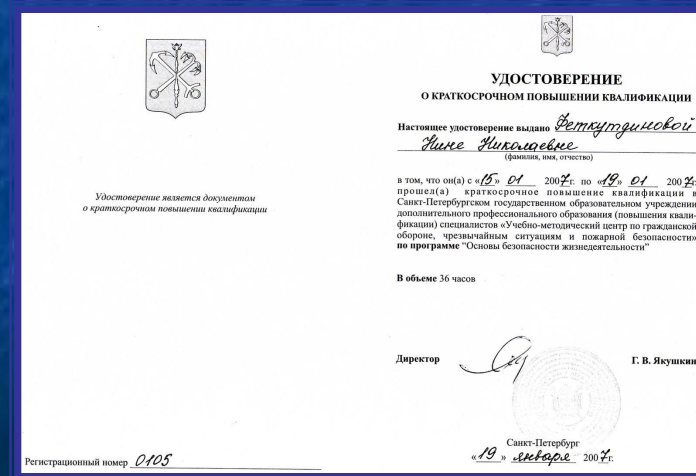 Удостоверение является документом
о краткосрочном повышении квалификации
Регистрационный номер 0105
УДОСТОВЕРЕНИЕ
О КРАТКОСРОЧНОМ ПОВЫШЕНИИ КВАЛИФИКАЦИИ
Настоящее удостоверение выдано Феткутдиновой
Нине Николаевне
(фамилия, имя, отчество)
в том, что он(а) с «15» 01 2007г. по «19» 01 2007г.
прошел(а) краткосрочное повышение квалификации в
Санкт-Петербургском государственном образовательном учреждении
дополнительного профессионального образования (повышения квали-
фикации) специалистов «Учебно-методический центр по гражданской
обороне, чрезвычайным ситуациям и пожарной безопасности»
по программе "Основы безопасности жизнедеятельности"
В объеме 36 часов
Директор Г. В. Якушкин
Санкт-Петербург
«19» января 2007г.